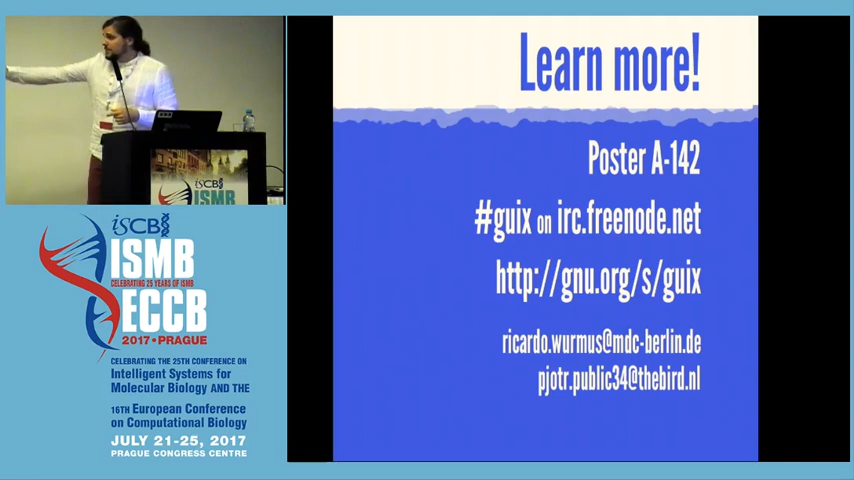 Learn more!
Poster A-142
#guix on irc.freenode.net
http://gnu.org/s/guix
ricardo.wurmus@mdc-berlin.de
pjotr.public34@thebird.nl
iSCB
ISMB
iSCB
ISMB
CELEBRATING 25 YEARS OF ISMB
ECCB
2017 • PRAGUE
CELEBRATING THE 25TH CONFERENCE ON
Intelligent Systems for
Molecular Biology AND THE
16TH European Conference
on Computational Biology
JULY 21-25, 2017
PRAGUE CONGRESS CENTRE